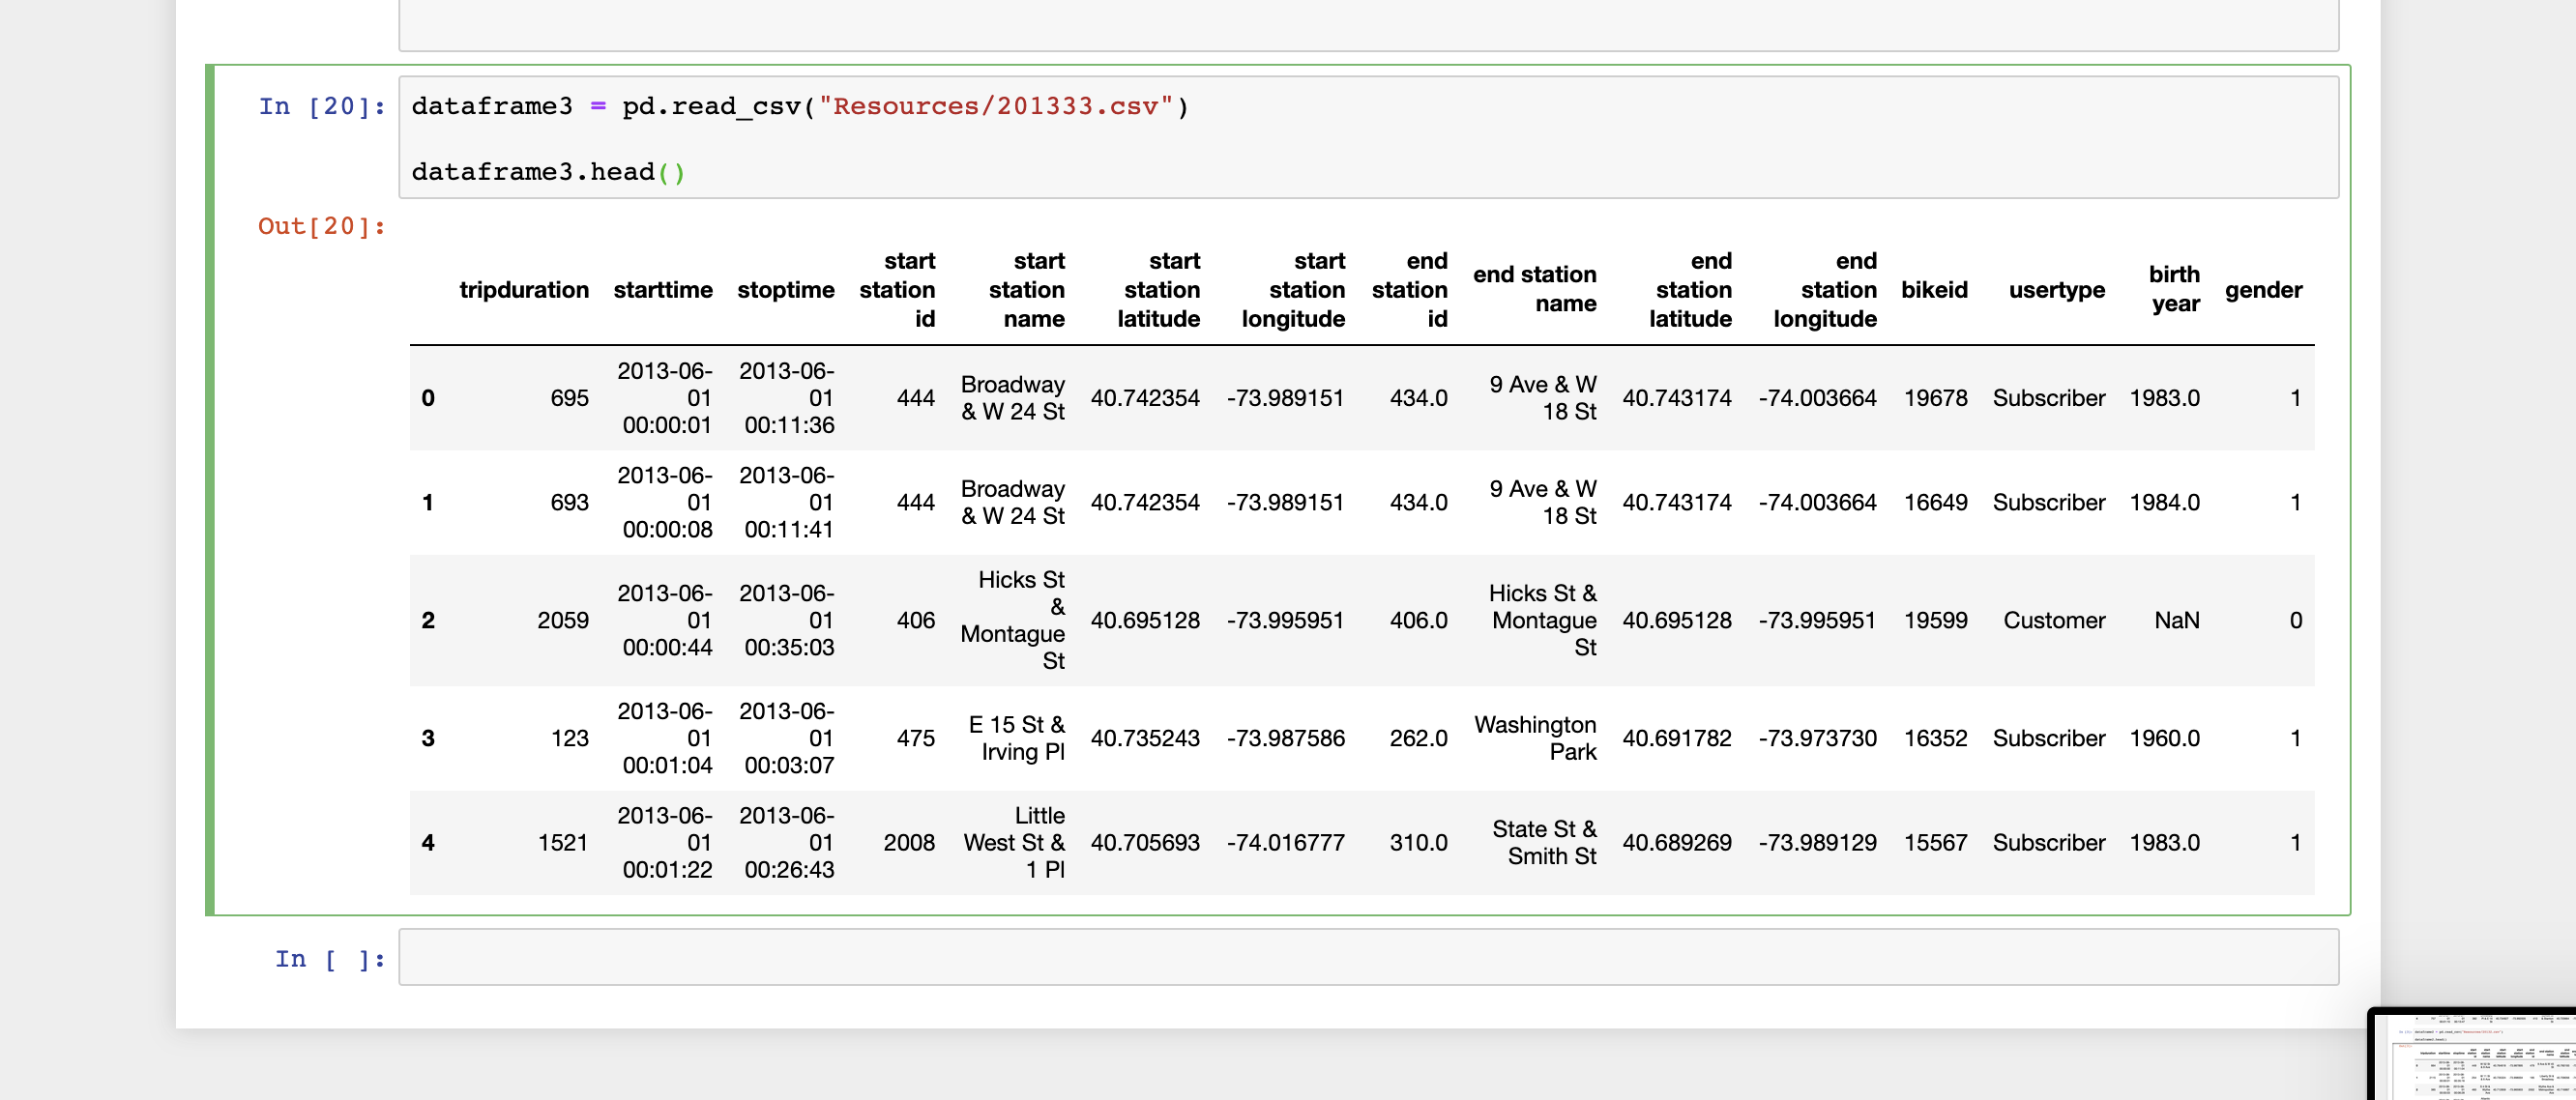 In [20]: dataframe3 = pd.read_csv("Resources/201333.csv")
dataframe3.head()
Out[20]:
tripduration starttime stoptime start station id start station name start station latitude start station longitude end station id end station name end station latitude end station longitude bikeid usertype birth year gender
0 695 2013-06-01 00:00:01 2013-06-01 00:11:36 444 Broadway & W 24 St 40.742354 -73.989151 434.0 9 Ave & W 18 St 40.743174 -74.003664 19678 Subscriber 1983.0 1
1 693 2013-06-01 00:00:08 2013-06-01 00:11:41 444 Broadway & W 24 St 40.742354 -73.989151 434.0 9 Ave & W 18 St 40.743174 -74.003664 16649 Subscriber 1984.0 1
2 2059 2013-06-01 00:00:44 2013-06-01 00:35:03 406 Hicks St & Montague St 40.695128 -73.995951 406.0 Hicks St & Montague St 40.695128 -73.995951 19599 Customer NaN 0
3 123 2013-06-01 00:01:04 2013-06-01 00:03:07 475 E 15 St & Irving Pl 40.735243 -73.987586 262.0 Washington Park 40.691782 -73.973730 16352 Subscriber 1960.0 1
4 1521 2013-06-01 00:01:22 2013-06-01 00:26:43 2008 Little West St & 1 Pl 40.705693 -74.016777 310.0 State St & Smith St 40.689269 -73.989129 15567 Subscriber 1983.0 1
In [ ]: